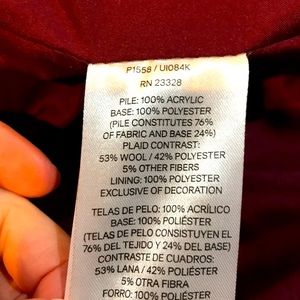 P1558 / UI084K
RN 23328
PILE: 100% ACRYLIC
BASE: 100% POLYESTER
(PILE CONSTITUTES 76%
OF FABRIC AND BASE 24%)
PLAID CONTRAST:
53% WOOL / 42% POLYESTER
5% OTHER FIBERS
LINING: 100% POLYESTER
EXCLUSIVE OF DECORATION
TELAS DE PELO: 100% ACRÍLICO
BASE: 100% POLIÉSTER
(TELAS DE PELO CONSISTUYEN EL
76% DEL TEJIDO Y 24% DEL BASE)
CONTRASTE DE CUADROS:
53% LANA / 42% POLIÉSTER
5% OTRA FIBRA
FORRO: 100% POLIÉSTER